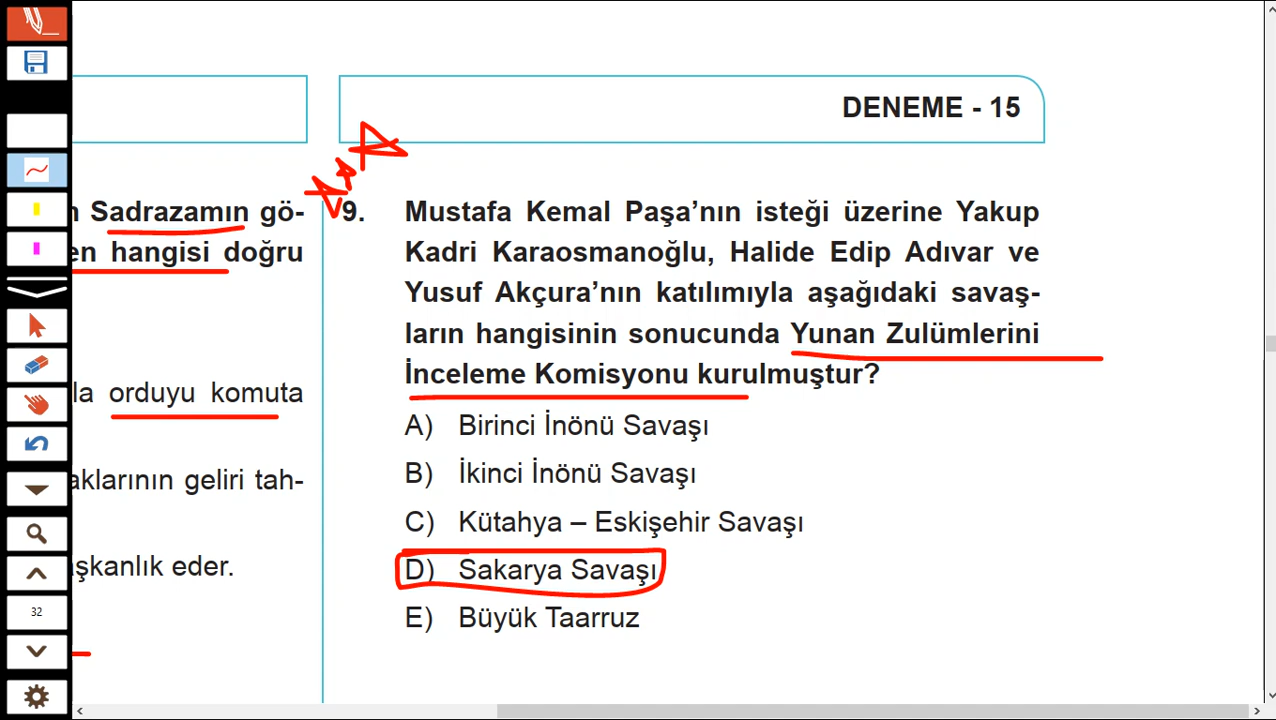 DENEME - 15
n Sadrazamın gö-
en hangisi doğru
la orduyu komuta
aklarının geliri tah-
aşkanlık eder.
9. Mustafa Kemal Paşa'nın isteği üzerine Yakup
Kadri Karaosmanoğlu, Halide Edip Adıvar ve
Yusuf Akçura'nın katılımıyla aşağıdaki savaş-
ların hangisinin sonucunda Yunan Zulümlerini
İnceleme Komisyonu kurulmuştur?
A) Birinci İnönü Savaşı
B) İkinci İnönü Savaşı
C) Kütahya – Eskişehir Savaşı
D) Sakarya Savaşı
E) Büyük Taarruz
32